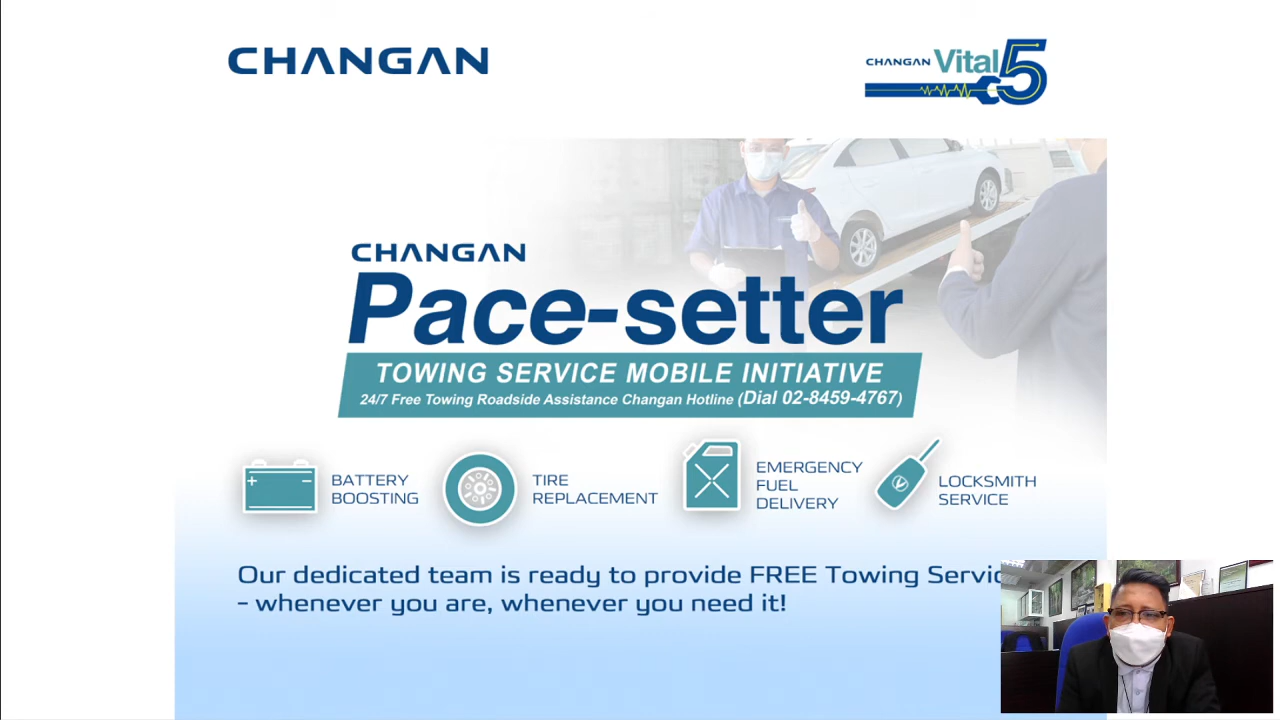 CHANGAN
CHANGAN Vital 5
CHANGAN
Pace-setter
TOWING SERVICE MOBILE INITIATIVE
24/7 Free Towing Roadside Assistance Changan Hotline (Dial 02-8459-4767)
BATTERY
BOOSTING
TIRE
REPLACEMENT
EMERGENCY
FUEL
DELIVERY
LOCKSMITH
SERVICE
Our dedicated team is ready to provide FREE Towing Servic
- whenever you are, whenever you need it!